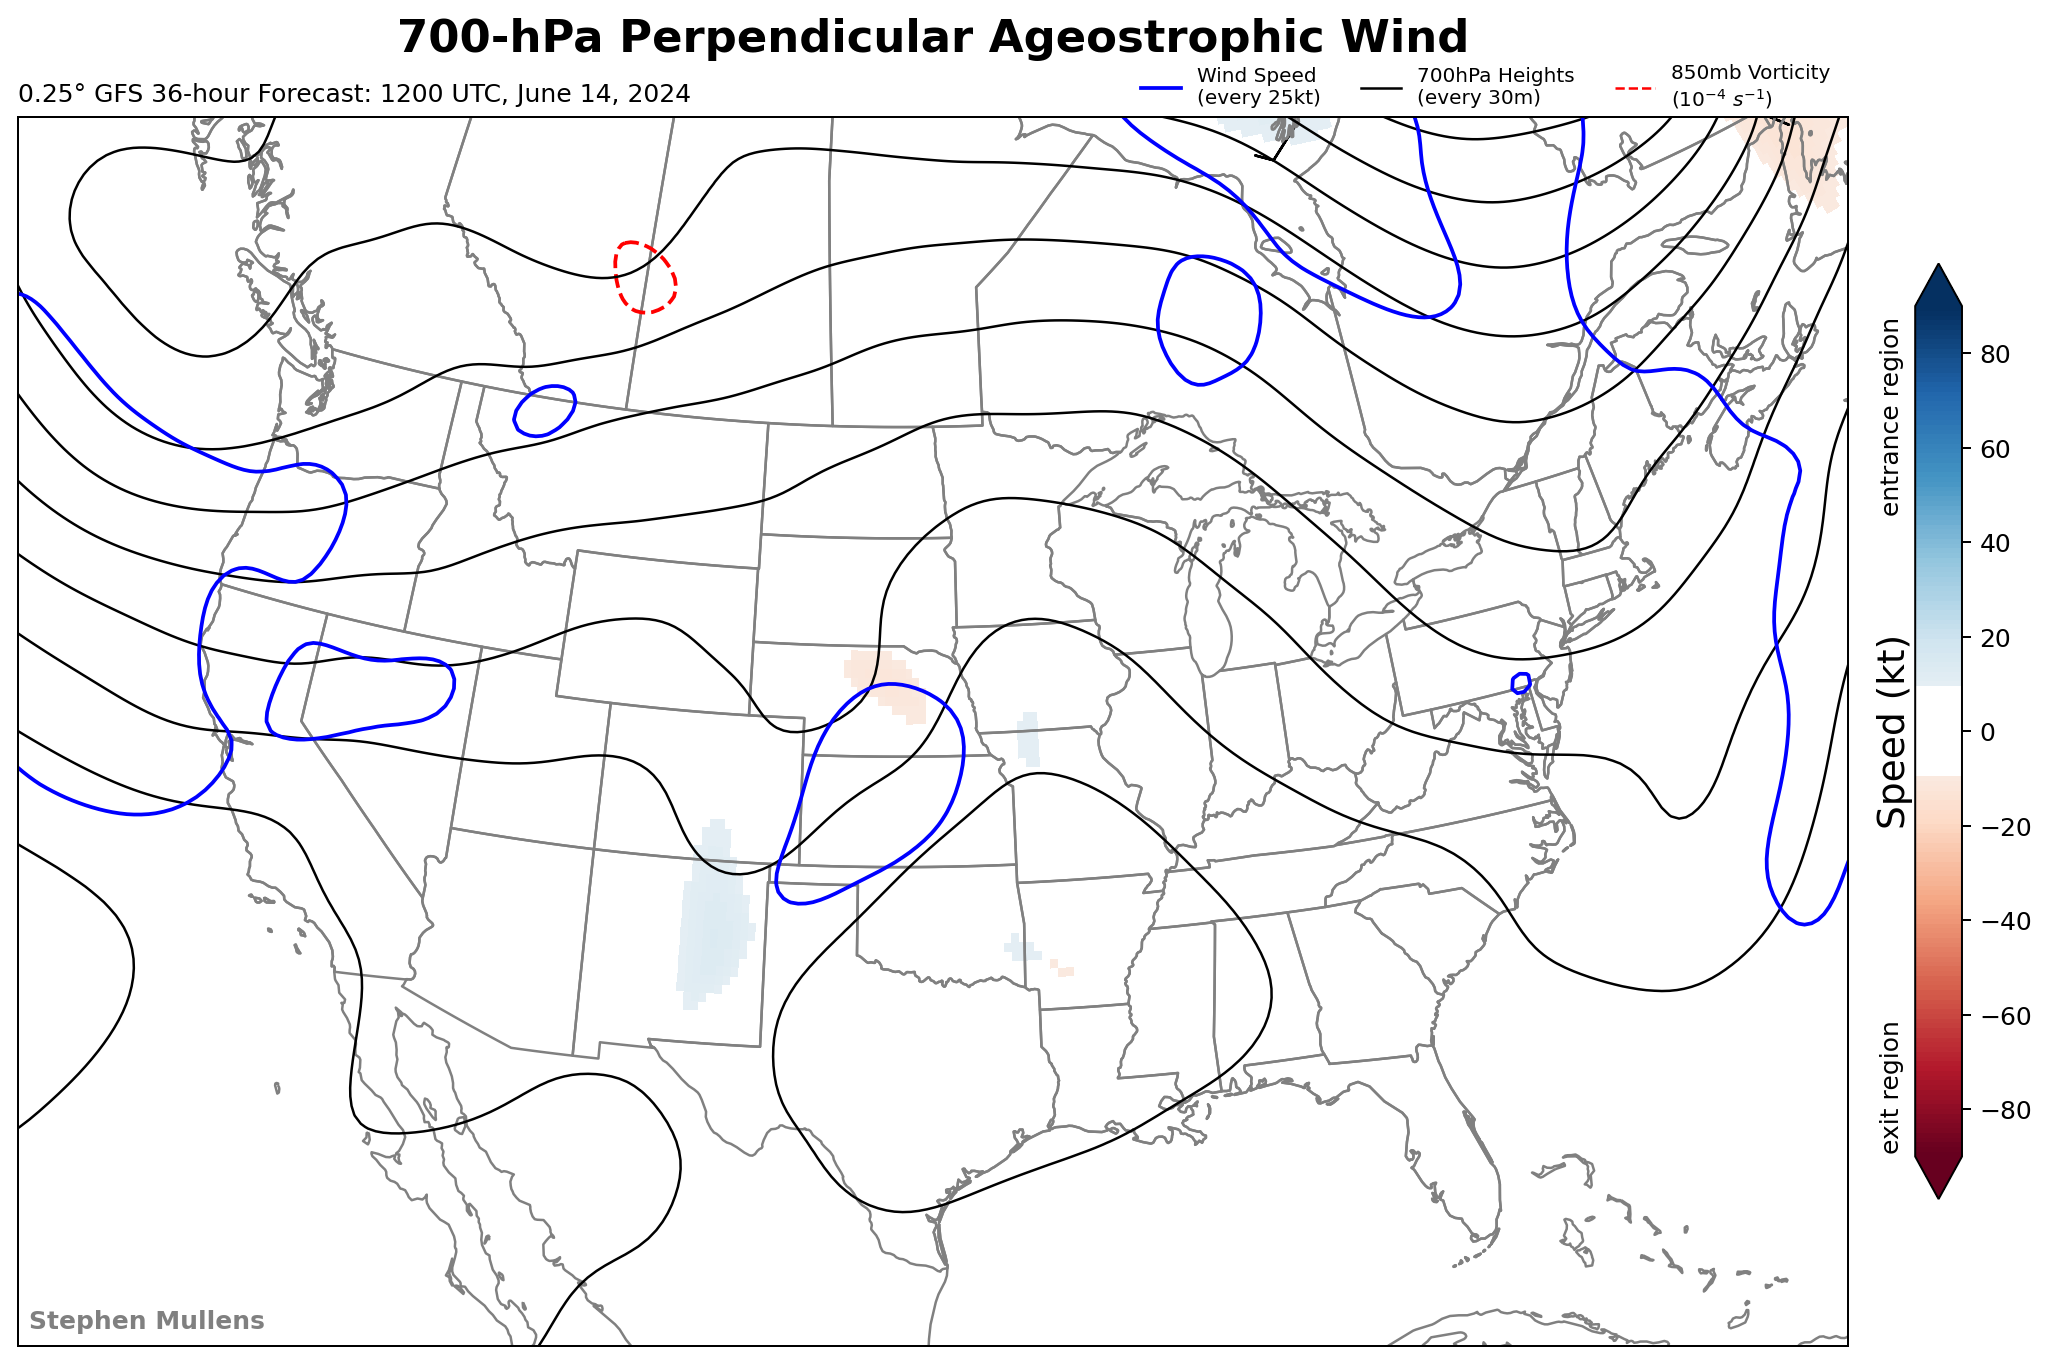 700-hPa Perpendicular Ageostrophic Wind
0.25° GFS 36-hour Forecast: 1200 UTC, June 14, 2024
Wind Speed
(every 25kt)
700hPa Heights
(every 30m)
850mb Vorticity
(10⁻⁴ s⁻¹)
entrance region
Speed (kt)
exit region
80
60
40
20
0
−20
−40
−60
−80
Stephen Mullens